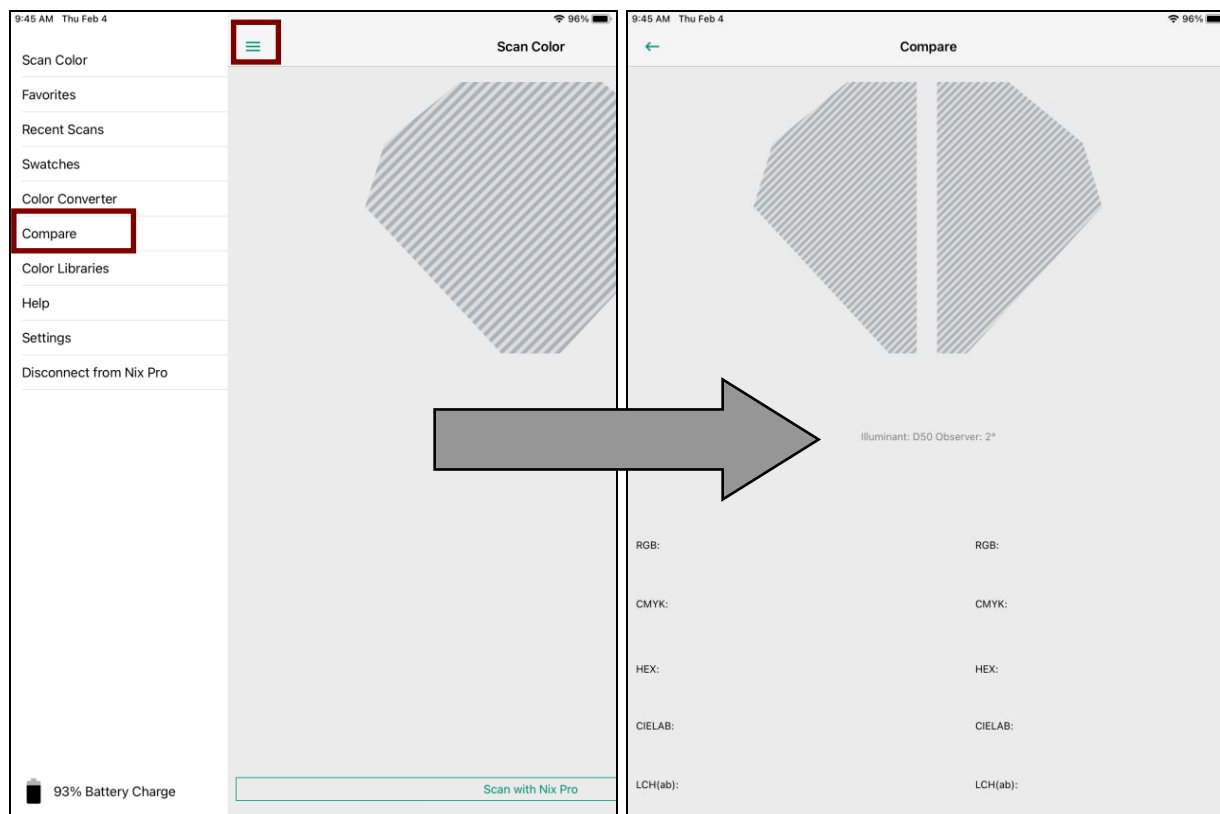 9:45 AM Thu Feb 4
96%
Scan Color
Favorites
Recent Scans
Swatches
Color Converter
Compare
Color Libraries
Help
Settings
Disconnect from Nix Pro
93% Battery Charge
Scan Color
Scan with Nix Pro
9:45 AM Thu Feb 4
96%
Compare
Illuminant: D50 Observer: 2°
RGB:
RGB:
CMYK:
CMYK:
HEX:
HEX:
CIELAB:
CIELAB:
LCH(ab):
LCH(ab):